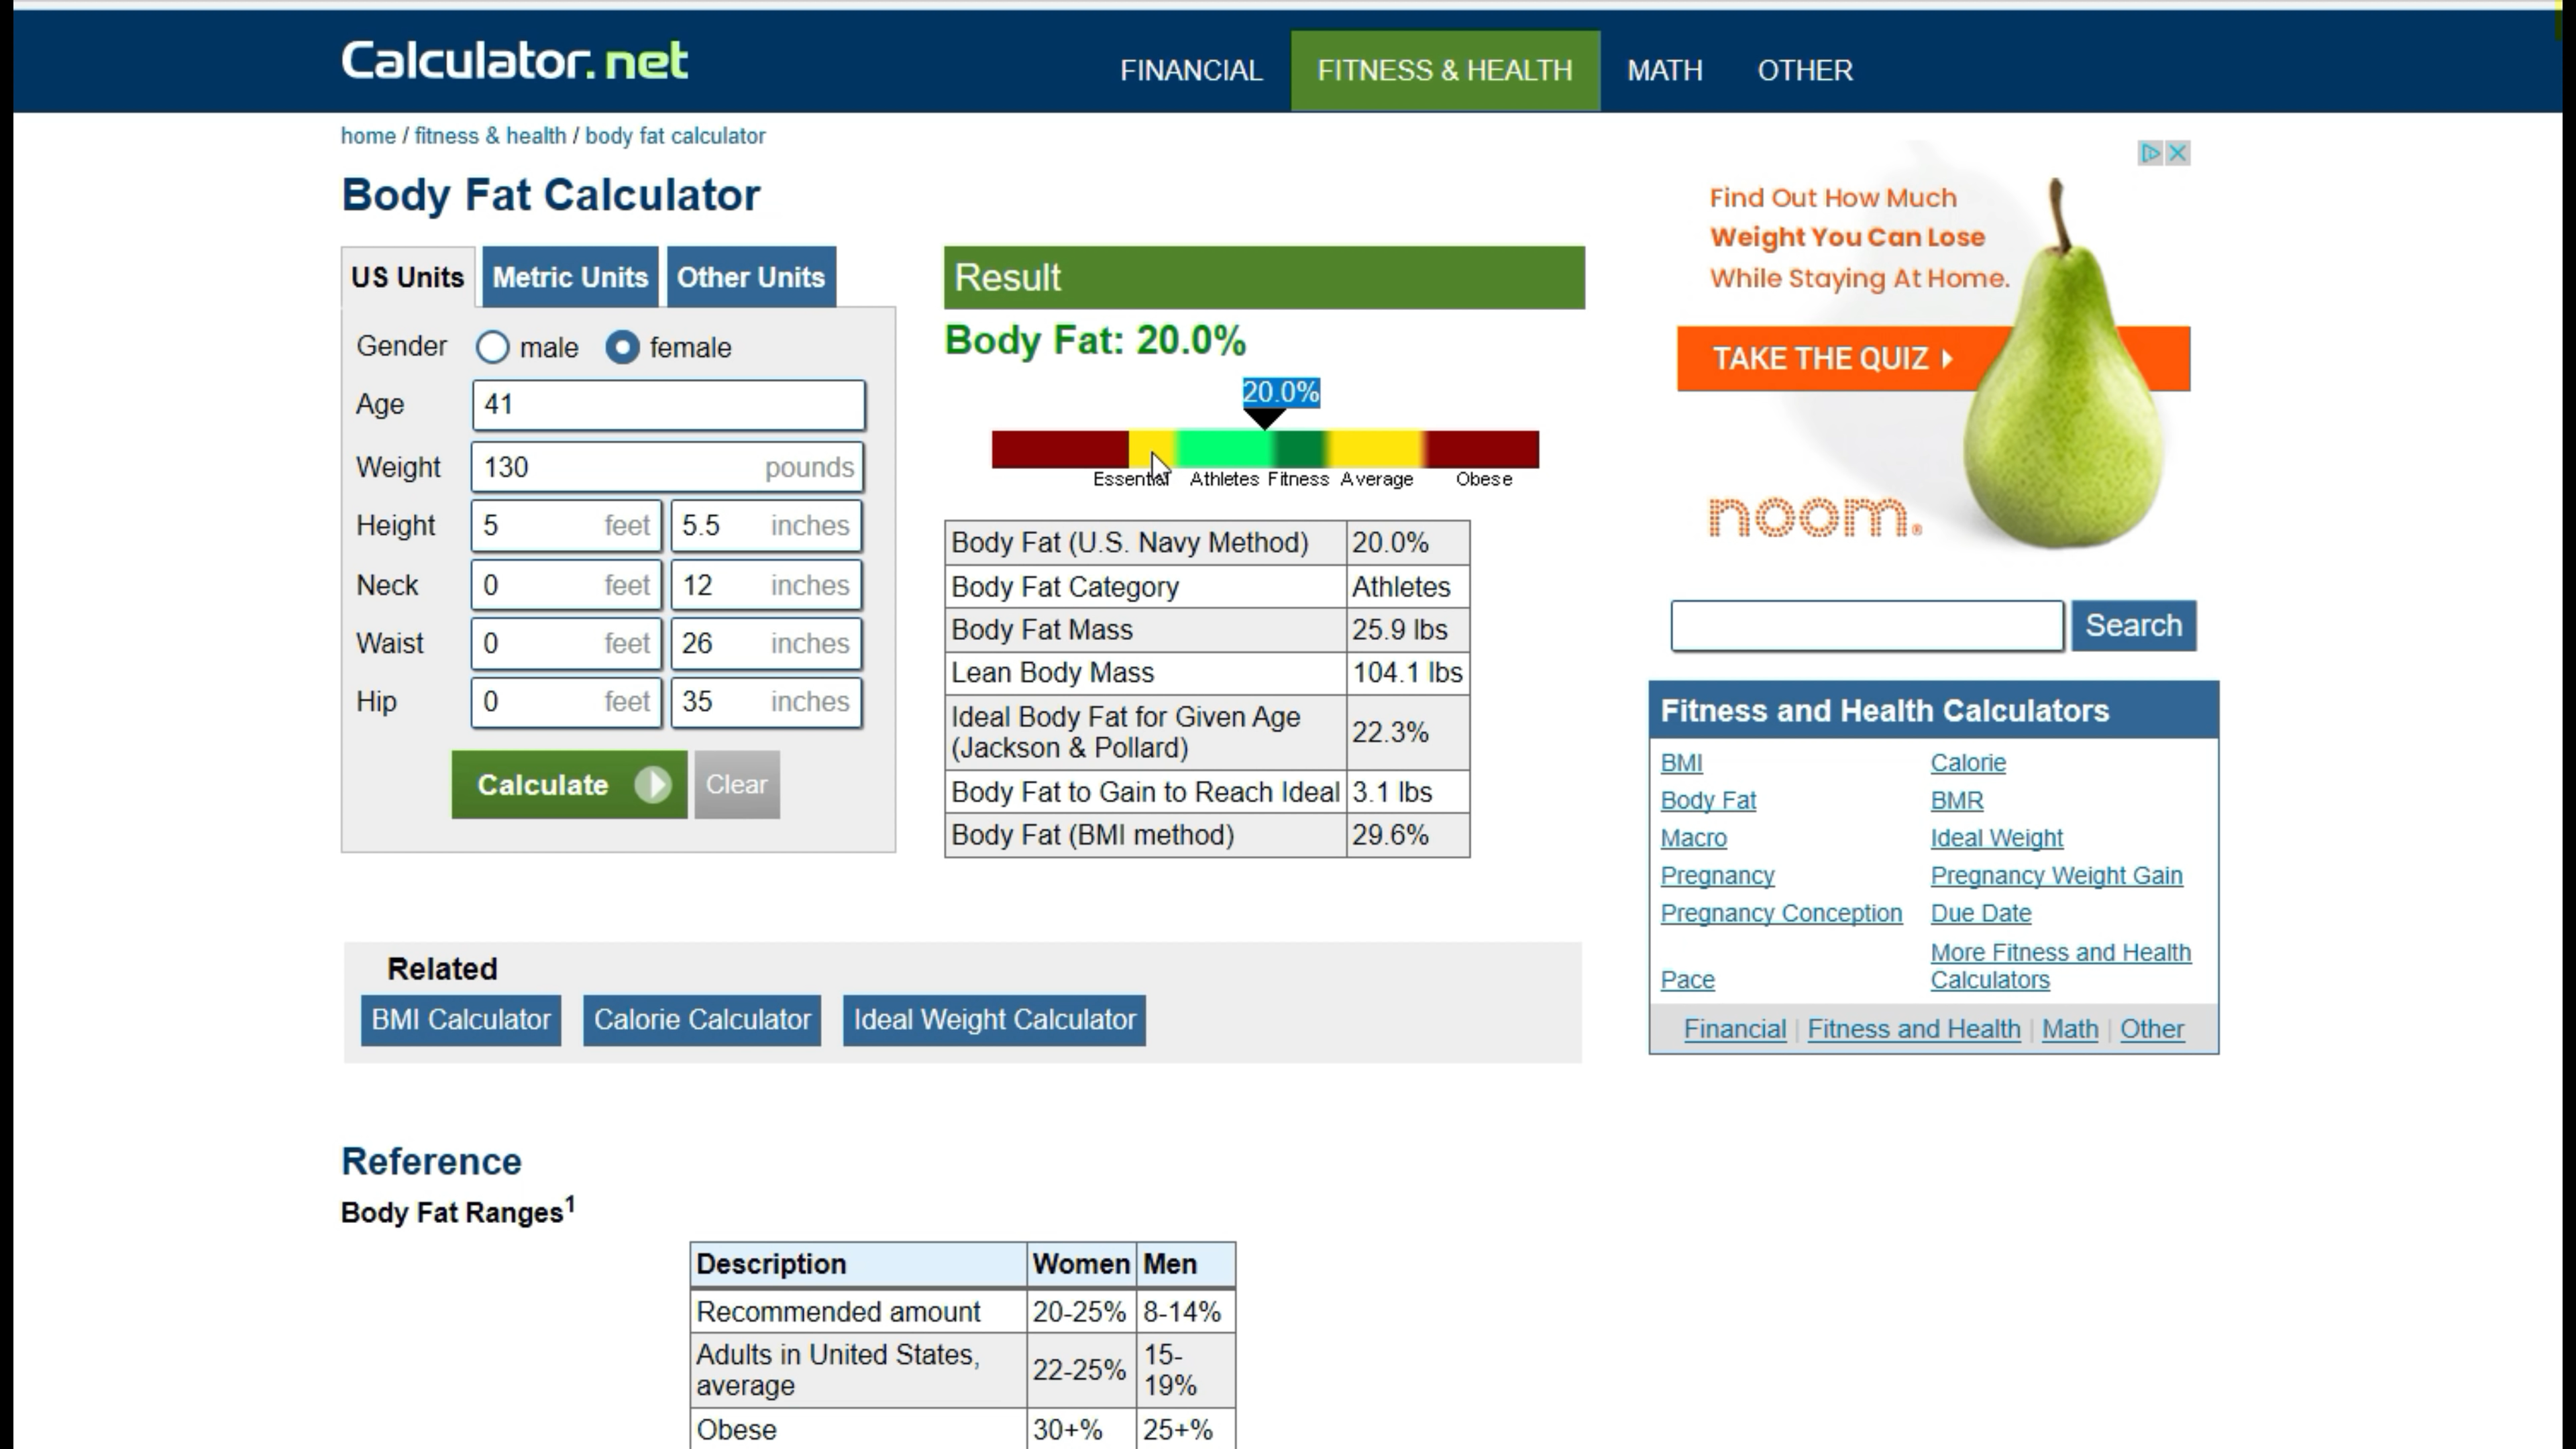 Calculator.net
FINANCIAL FITNESS & HEALTH MATH OTHER
home / fitness & health / body fat calculator
Body Fat Calculator
US Units Metric Units Other Units
Gender male female
Age 41
Weight 130 pounds
Height 5 feet 5.5 inches
Neck 0 feet 12 inches
Waist 0 feet 26 inches
Hip 0 feet 35 inches
Calculate Clear
Result
Body Fat: 20.0%
20.0%
Essential Athletes Fitness Average Obese
Body Fat (U.S. Navy Method) 20.0%
Body Fat Category Athletes
Body Fat Mass 25.9 lbs
Lean Body Mass 104.1 lbs
Ideal Body Fat for Given Age
(Jackson & Pollard) 22.3%
Body Fat to Gain to Reach Ideal 3.1 lbs
Body Fat (BMI method) 29.6%
Find Out How Much
Weight You Can Lose
While Staying At Home.
TAKE THE QUIZ
noom®
Search
Fitness and Health Calculators
BMI Calorie
Body Fat BMR
Macro Ideal Weight
Pregnancy Pregnancy Weight Gain
Pregnancy Conception Due Date
Pace More Fitness and Health
Calculators
Financial | Fitness and Health | Math | Other
Related
BMI Calculator Calorie Calculator Ideal Weight Calculator
Reference
Body Fat Ranges1
Description Women Men
Recommended amount 20-25% 8-14%
Adults in United States,
average 22-25% 15-
19%
Obese 30+% 25+%